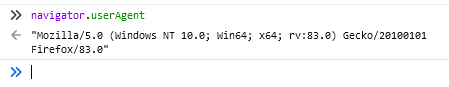 navigator.userAgent
"Mozilla/5.0 (Windows NT 10.0; Win64; x64; rv:83.0) Gecko/20100101
Firefox/83.0"